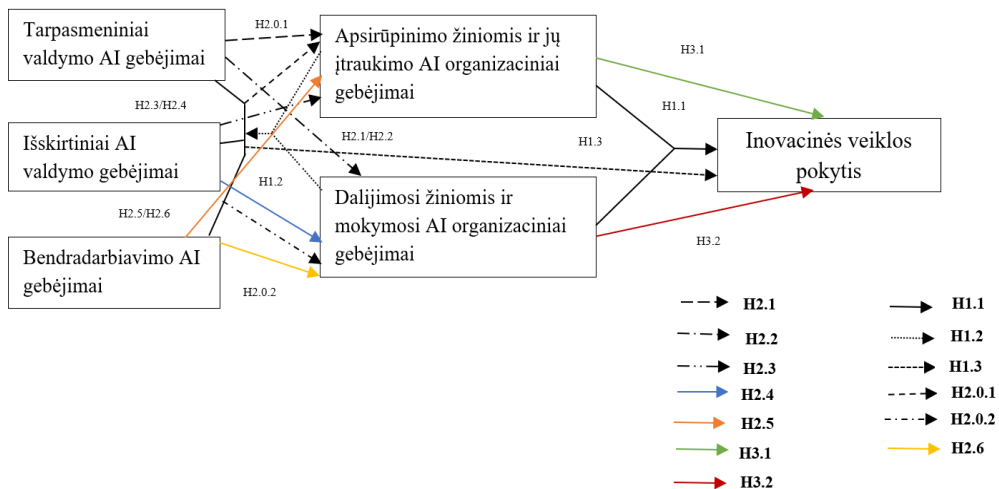 Tarpasmeniniai
valdymo AI gebėjimai
H2.0.1
Apsirūpinimo žiniomis ir jų
įtraukimo AI organizaciniai
gebėjimai
H3.1
H2.3/H2.4
H1.1
Išskirtiniai AI
valdymo gebėjimai
H2.1/H2.2
H1.3
Inovacinės veiklos
pokytis
H1.2
H2.5/H2.6
Dalijimosi žiniomis ir
mokymosi AI organizaciniai
gebėjimai
Bendradarbiavimo AI
gebėjimai
H3.2
H2.0.2
H2.1
H2.2
H2.3
H2.4
H2.5
H3.1
H3.2
H1.1
H1.2
H1.3
H2.0.1
H2.0.2
H2.6